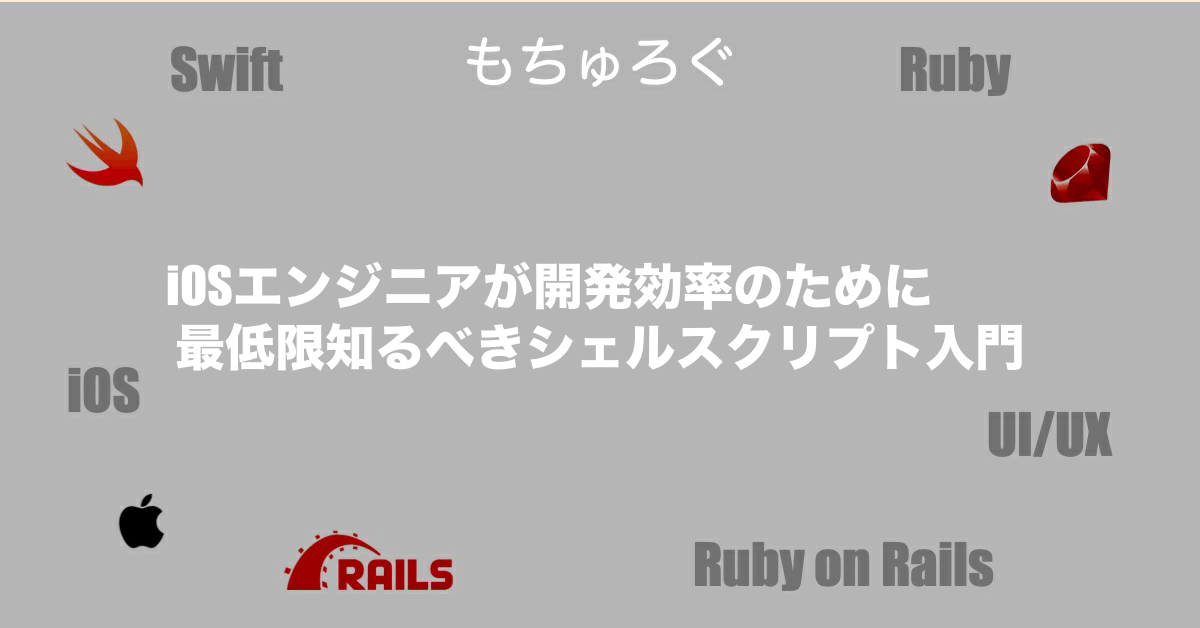 Swift
もちゅろぐ
Ruby
iOSエンジニアが開発効率のために
最低限知るべきシェルスクリプト入門
iOS
UI/UX
RAILS
Ruby on Rails